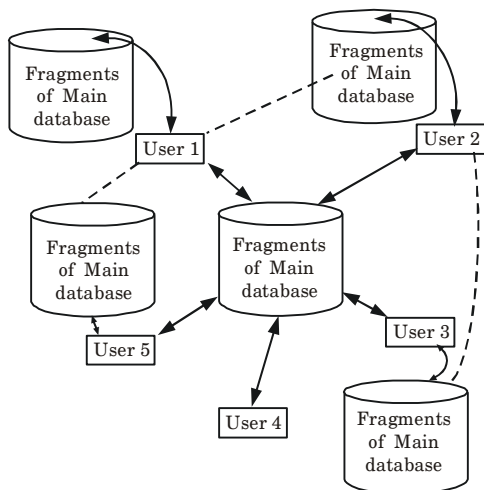 Fragments
of Main
database
Fragments
of Main
database
User 1
User 2
Fragments
of Main
database
Fragments
of Main
database
User 3
User 5
User 4
Fragments
of Main
database